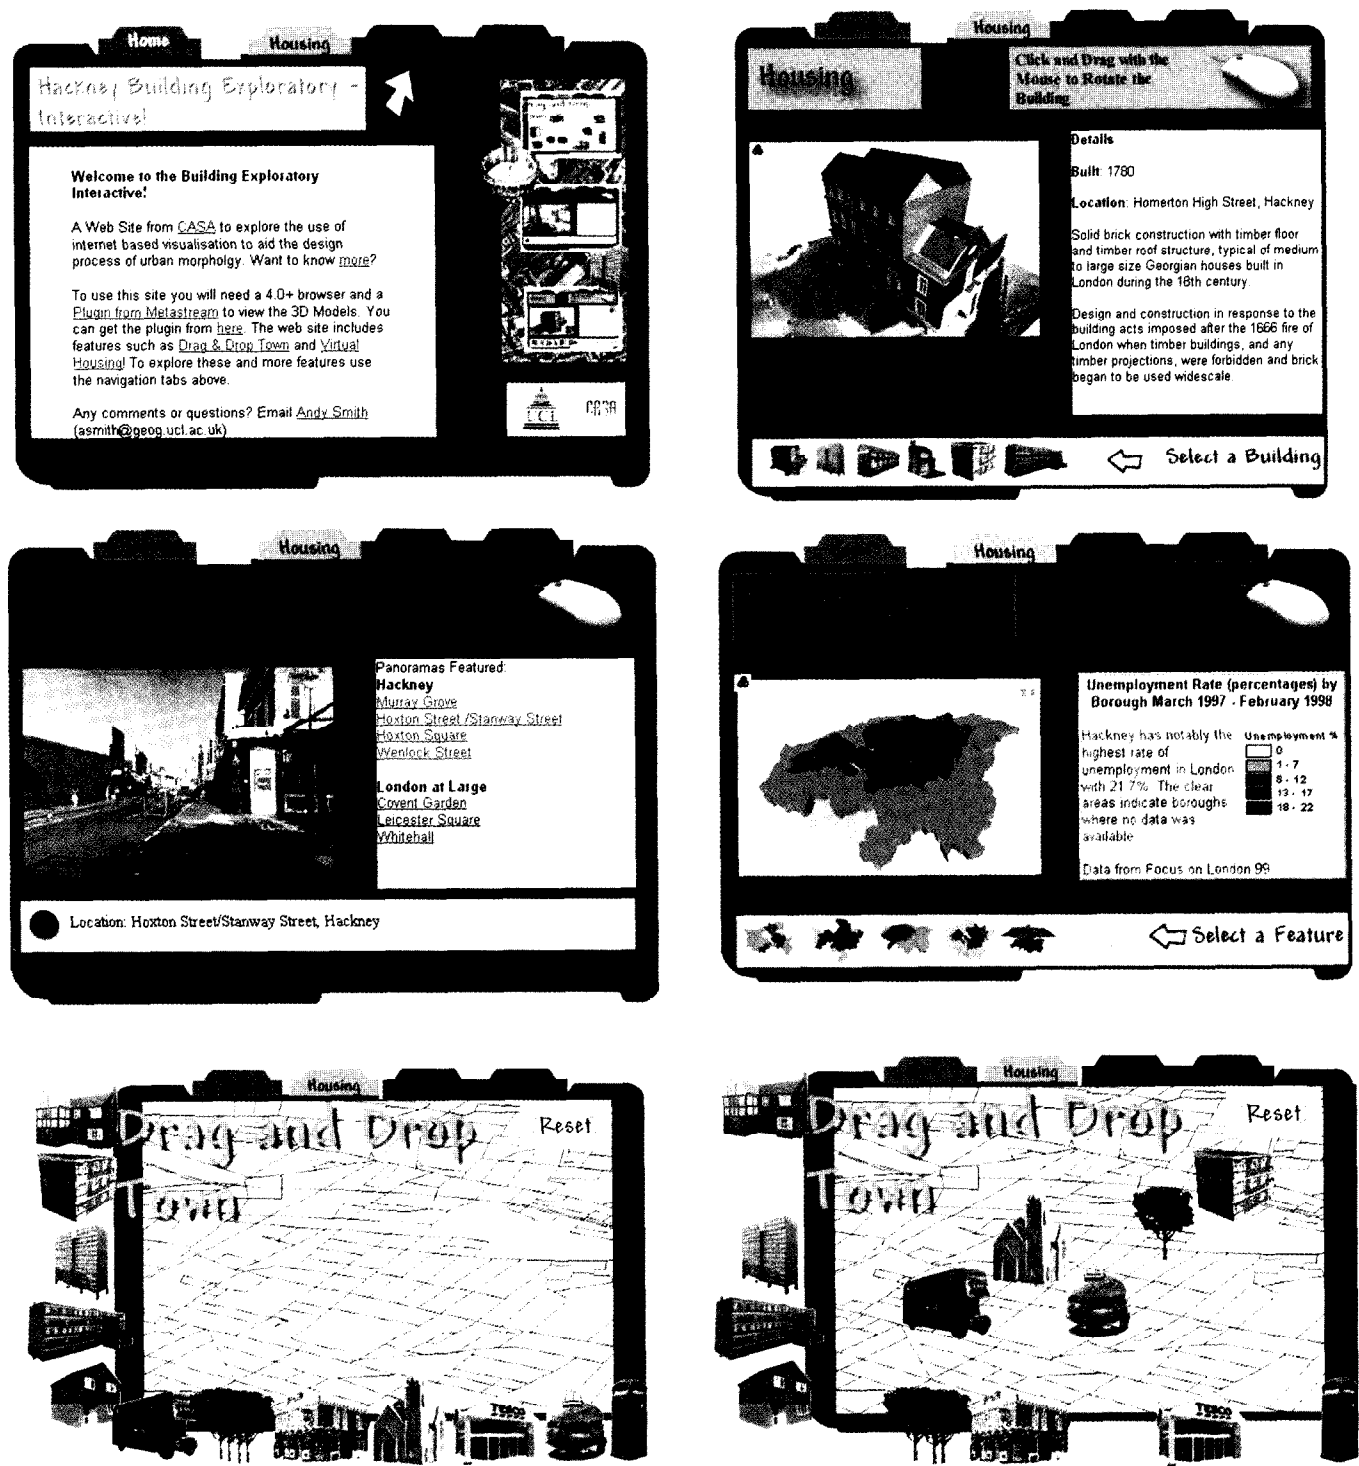 Home
Housing
Hackney Building Exploratory -
Interactive!
Welcome to the Building Exploratory
Interactive!
A Web Site from CASA to explore the use of
internet based visualisation to aid the design
process of urban morpholgy. Want to know more?
To use this site you will need a 4.0+ browser and a
Plugin from Metastream to view the 3D Models. You
can get the plugin from here. The web site includes
features such as Drag & Drop Town and Virtual
Housing! To explore these and more features use
the navigation tabs above.
Any comments or questions? Email Andy Smith
(asmith@geog.ucl.ac.uk)
UCL
CASA
Housing
Housing
Click and Drag with the
Mouse to Rotate the
Building
Details
Built: 1780
Location: Homerton High Street, Hackney
Solid brick construction with timber floor
and timber roof structure, typical of medium
to large size Georgian houses built in
London during the 18th century.
Design and construction in response to the
building acts imposed after the 1666 fire of
London when timber buildings, and any
timber projections, were forbidden and brick
began to be used widescale.
Select a Building
Housing
Panoramas Featured:
Hackney
Murray Grove
Hoxton Street /Stanway Street
Hoxton Square
Wenlock Street
London at Large
Covent Garden
Leicester Square
Whitehall
Location: Hoxton Street/Stanway Street, Hackney
Housing
Unemployment Rate (percentages) by
Borough March 1997 - February 1998
Hackney has notably the
highest rate of
unemployment in London
with 21.7%. The clear
areas indicate boroughs
where no data was
available
Unemployment %
0
1 - 7
8 - 12
13 - 17
18 - 22
Data from Focus on London 99
Select a Feature
Housing
Drag and Drop
Town
Reset
TESCO
Housing
Drag and Drop
Town
Reset
TESCO